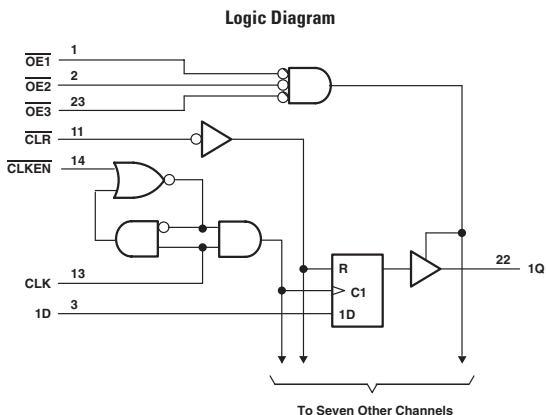 Logic Diagram
OE1 1
OE2 2
OE3 23
CLR 11
CLKEN 14
CLK 13
1D 3
R
C1
1D
22 1Q
To Seven Other Channels